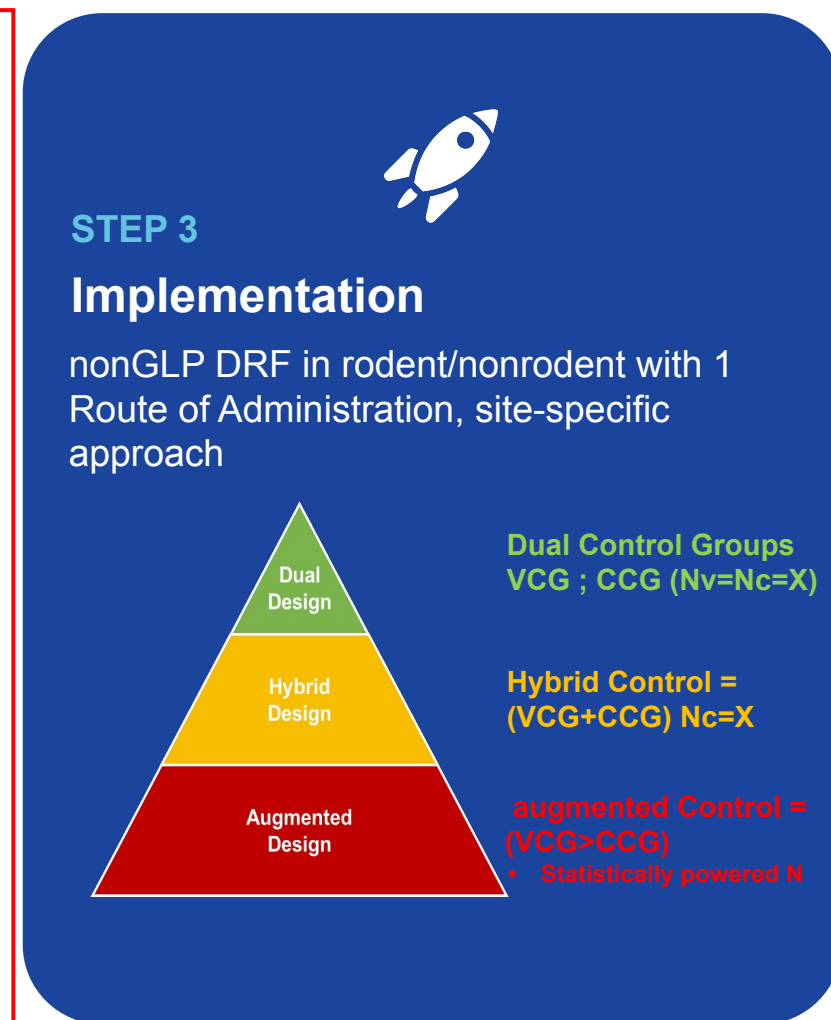 STEP 3
Implementation
nonGLP DRF in rodent/nonrodent with 1
Route of Administration, site-specific
approach
Dual
Design
Dual Control Groups
VCG ; CCG (Nv=Nc=X)
Hybrid
Design
Hybrid Control =
(VCG+CCG) Nc=X
Augmented
Design
augmented Control =
(VCG>CCG)
• Statistically powered N